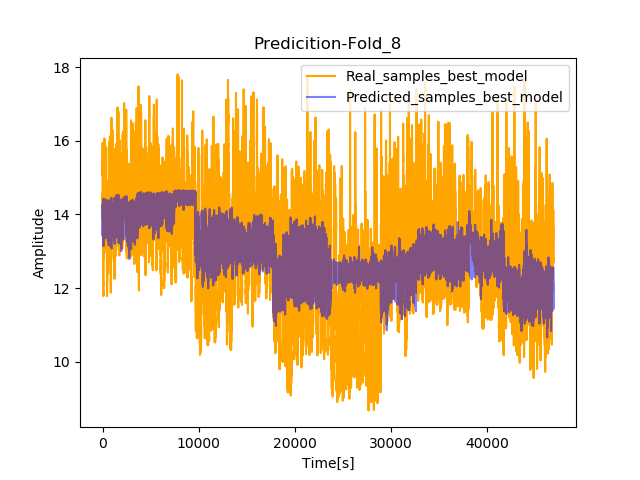 Predicition-Fold_8
Real_samples_best_model
Predicted_samples_best_model
18
16
14
12
10
Amplitude
0
10000
20000
30000
40000
Time[s]